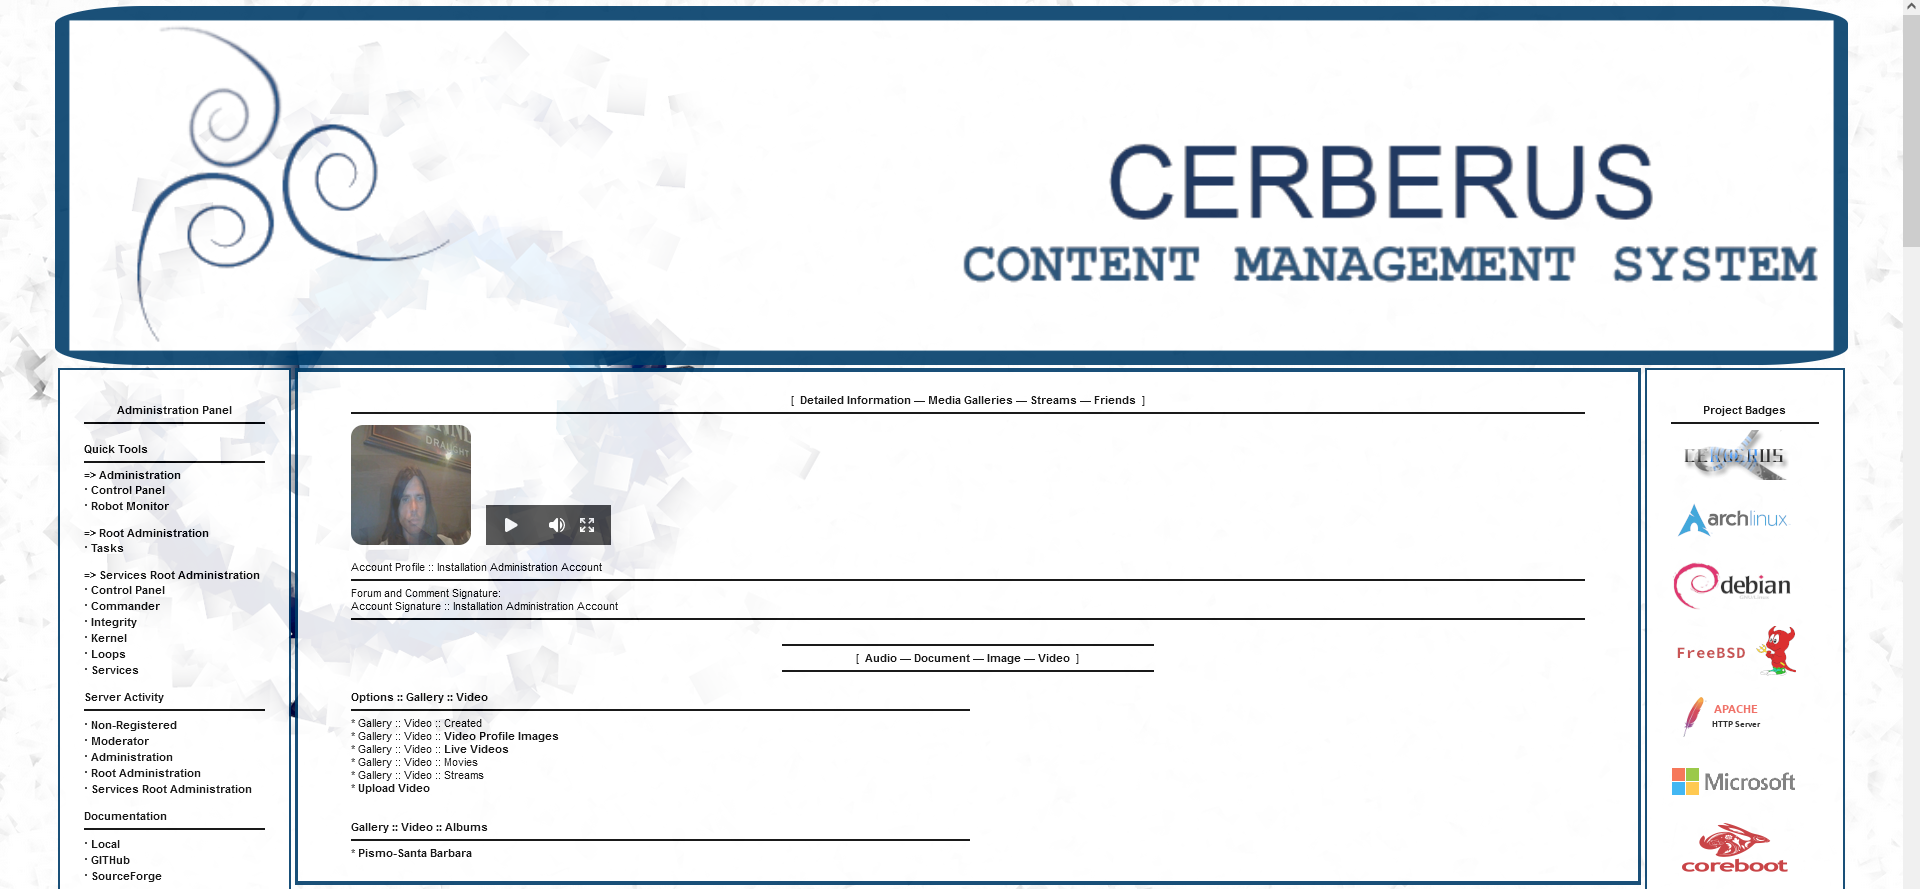 CERBERUS
CONTENT MANAGEMENT SYSTEM
Administration Panel
Quick Tools
=> Administration
· Control Panel
· Robot Monitor
=> Root Administration
· Tasks
=> Services Root Administration
· Control Panel
· Commander
· Integrity
· Kernel
· Loops
· Services
Server Activity
· Non-Registered
· Moderator
· Administration
· Root Administration
· Services Root Administration
Documentation
· Local
· GITHub
· SourceForge
[ Detailed Information — Media Galleries — Streams — Friends ]
DRAUGHT
Account Profile :: Installation Administration Account
Forum and Comment Signature:
Account Signature :: Installation Administration Account
[ Audio — Document — Image — Video ]
Options :: Gallery :: Video
* Gallery :: Video :: Created
* Gallery :: Video :: Video Profile Images
* Gallery :: Video :: Live Videos
* Gallery :: Video :: Movies
* Gallery :: Video :: Streams
* Upload Video
Gallery :: Video :: Albums
* Pismo-Santa Barbara
Project Badges
CERBERUS
archlinux
debian
FreeBSD
APACHE
HTTP Server
Microsoft
coreboot